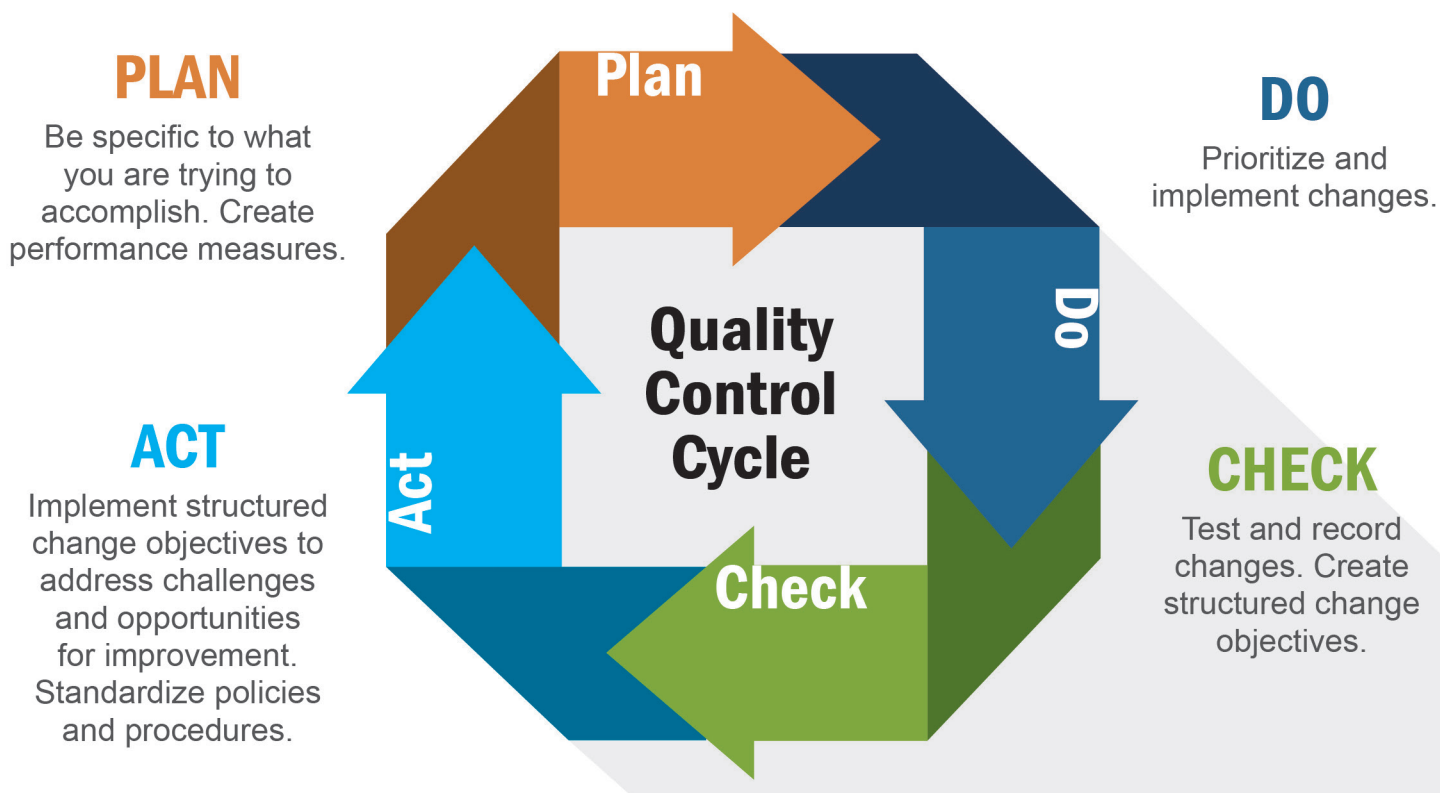 PLAN
Be specific to what
you are trying to
accomplish. Create
performance measures.
Plan
DO
Prioritize and
implement changes.
Do
Quality
Control
Cycle
ACT
Implement structured
change objectives to
address challenges
and opportunities
for improvement.
Standardize policies
and procedures.
Act
Check
CHECK
Test and record
changes. Create
structured change
objectives.